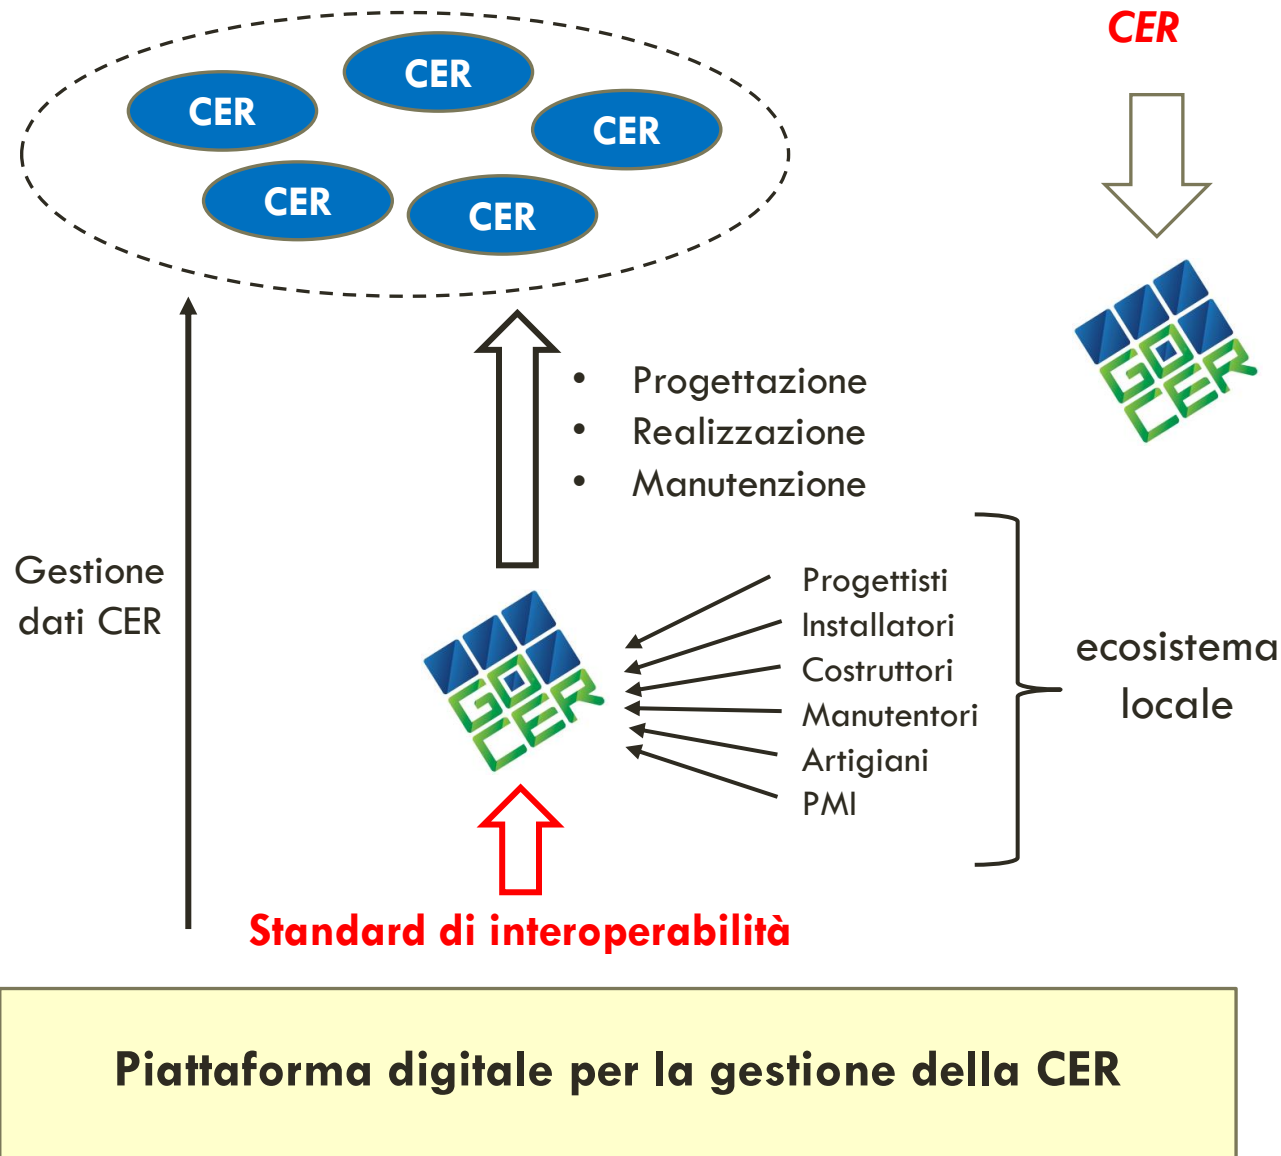 CER
CER
CER
CER
CER
CER
GO
CER
• Progettazione
• Realizzazione
• Manutenzione
Gestione
dati CER
GO
CER
Progettisti
Installatori
Costruttori
Manutentori
Artigiani
PMI
ecosistema
locale
Standard di interoperabilità
Piattaforma digitale per la gestione della CER